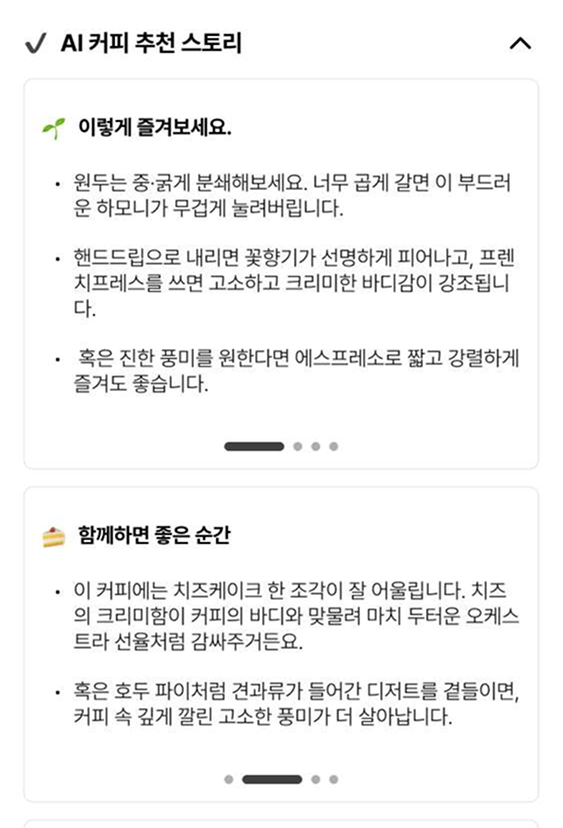 AI 커피 추천 스토리
이렇게 즐겨보세요.
• 원두는 중·굵게 분쇄해보세요. 너무 곱게 갈면 이 부드러
운 하모니가 무겁게 눌려버립니다.
• 핸드드립으로 내리면 꽃향기가 선명하게 피어나고, 프렌
치프레스를 쓰면 고소하고 크리미한 바디감이 강조됩니
다.
• 혹은 진한 풍미를 원한다면 에스프레소로 짧고 강렬하게
즐겨도 좋습니다.
함께하면 좋은 순간
• 이 커피에는 치즈케이크 한 조각이 잘 어울립니다. 치즈
의 크리미함이 커피의 바디와 맞물려 마치 두터운 오케스
트라 선율처럼 감싸주거든요.
• 혹은 호두 파이처럼 견과류가 들어간 디저트를 곁들이면,
커피 속 깊게 깔린 고소한 풍미가 더 살아납니다.